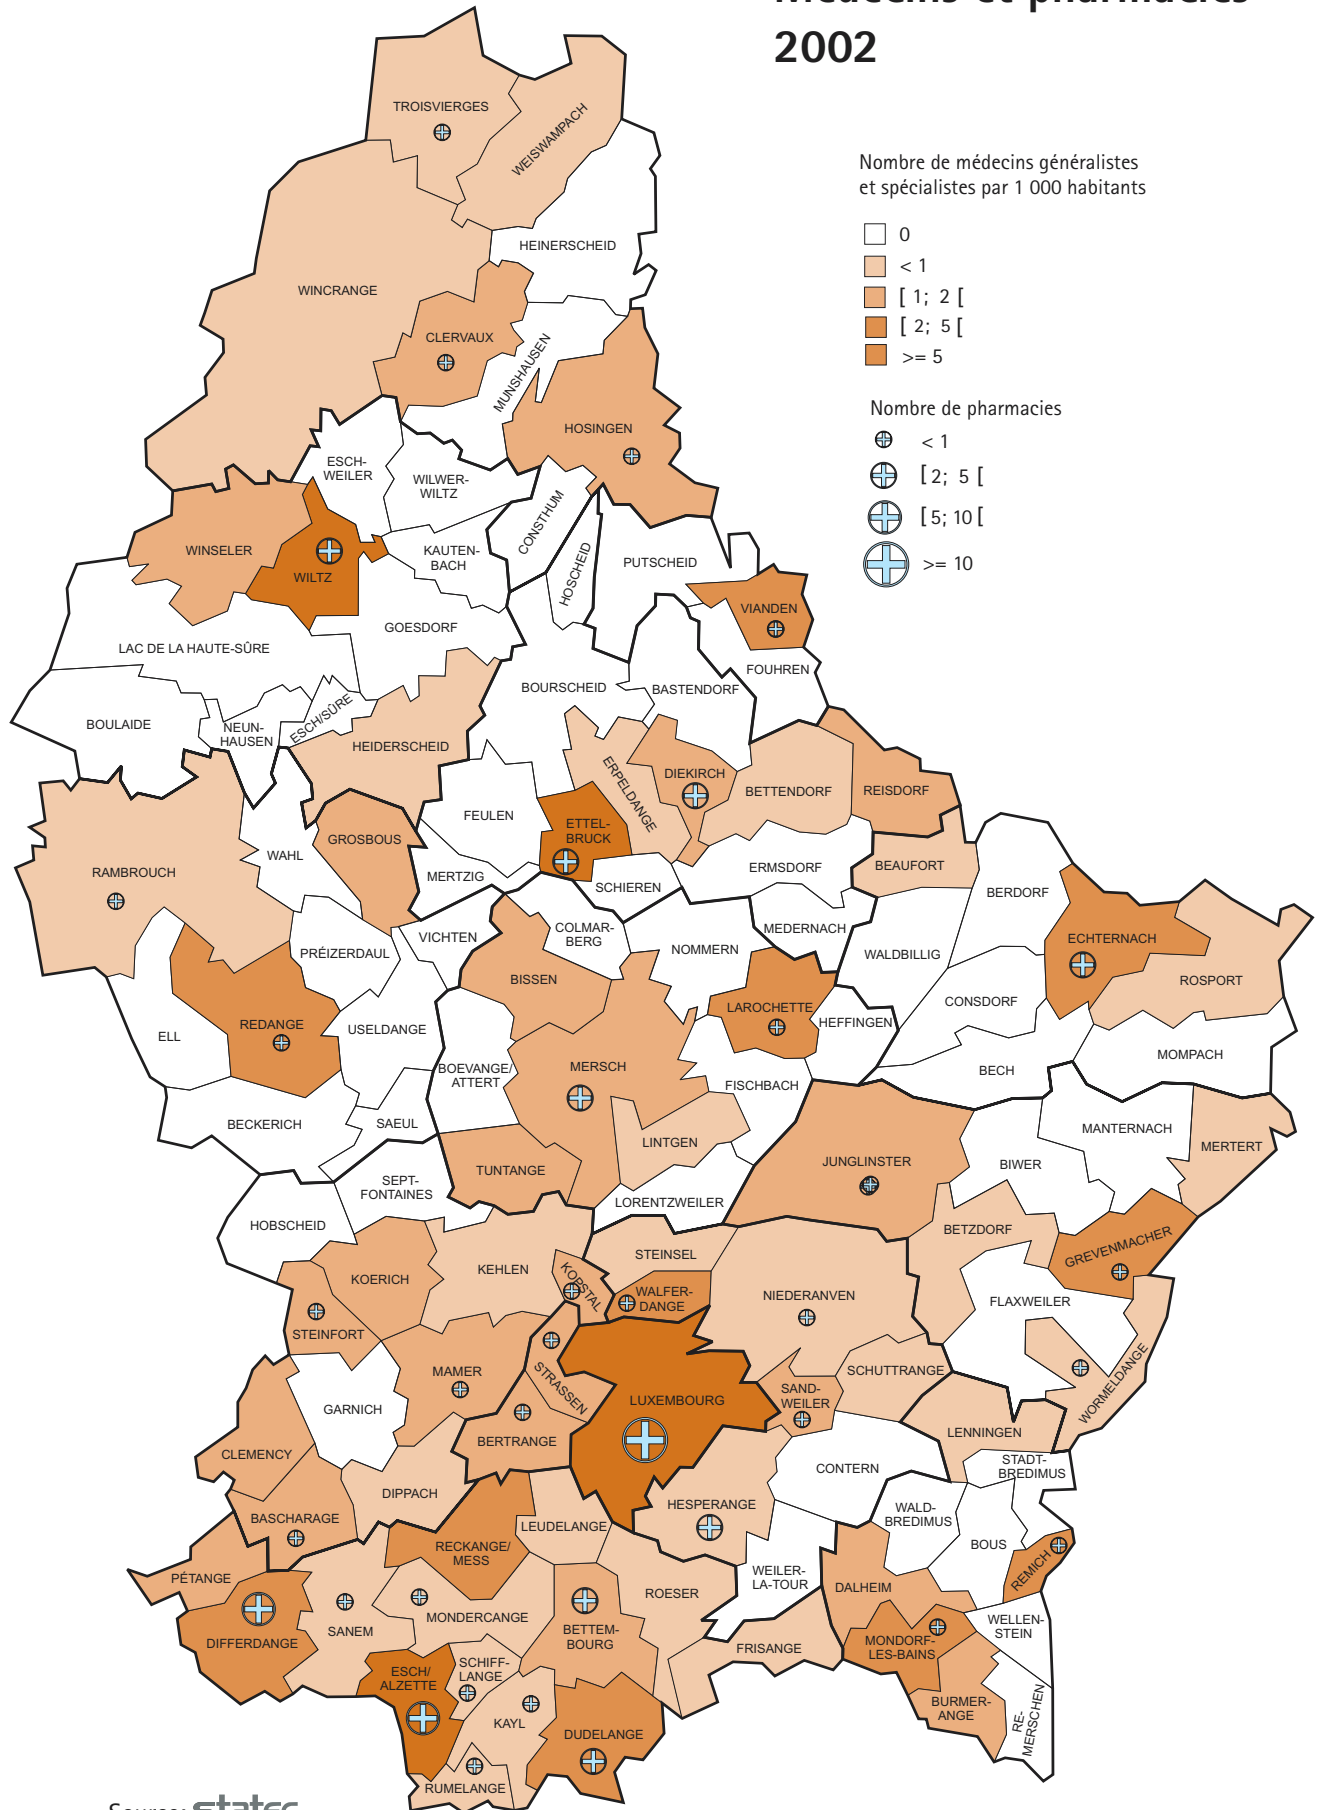 Médecins et pharmacies
2002
Nombre de médecins généralistes
et spécialistes par 1 000 habitants
0
< 1
[ 1; 2 [
[ 2; 5 [
>= 5
Nombre de pharmacies
< 1
[ 2; 5 [
[ 5; 10 [
>= 10
TROISVIERGES
WEISWAMPACH
HEINERSCHEID
WINCRANGE
CLERVAUX
MUNSHAUSEN
HOSINGEN
ESCH-
WEILER
WILWER-
WILTZ
CONSTHUM
WINSELER
WILTZ
KAUTEN-
BACH
HOSCHEID
PUTSCHEID
VIANDEN
GOESDORF
LAC DE LA HAUTE-SÛRE
FOUHREN
BOURSCHEID
BASTENDORF
BOULAIDE
NEUN-
HAUSEN
ESCH/SÛRE
HEIDERSCHEID
ERPELDANGE
DIEKIRCH
BETTENDORF
REISDORF
FEULEN
ETTEL-
BRUCK
GROSBOUS
WAHL
RAMBROUCH
MERTZIG
SCHIEREN
ERMSDORF
BEAUFORT
BERDORF
VICHTEN
COLMAR-
BERG
MEDERNACH
NOMMERN
PRÉIZERDAUL
WALDBILLIG
ECHTERNACH
ROSPORT
BISSEN
LAROCHETTE
CONSDORF
HEFFINGEN
REDANGE
USELDANGE
ELL
MOMPACH
BOEVANGE/
ATTERT
MERSCH
FISCHBACH
BECH
BECKERICH
SAEUL
LINTGEN
MANTERNACH
MERTERT
TUNTANGE
JUNGLINSTER
BIWER
SEPT-
FONTAINES
LORENTZWEILER
HOBSCHEID
BETZDORF
GREVENMACHER
KOERICH
KEHLEN
KOPSTAL
STEINSEL
WALFER-
DANGE
NIEDERANVEN
FLAXWEILER
STEINFORT
MAMER
STRASSEN
SCHUTTRANGE
WORMELDANGE
GARNICH
LUXEMBOURG
SAND-
WEILER
BERTRANGE
LENNINGEN
CLEMENCY
CONTERN
STADT-
BREDIMUS
DIPPACH
HESPERANGE
WALD-
BREDIMUS
BASCHARAGE
LEUDELANGE
RECKANGE/
MESS
BOUS
REMICH
PÉTANGE
WEILER-
LA-TOUR
DALHEIM
ROESER
MONDERCANGE
WELLEN-
STEIN
SANEM
BETTEM-
BOURG
DIFFERDANGE
FRISANGE
MONDORF-
LES-BAINS
SCHIFF-
LANGE
ESCH/
ALZETTE
BURMER-
ANGE
RE-
MERSCHEN
KAYL
DUDELANGE
RUMELANGE
Source: statec